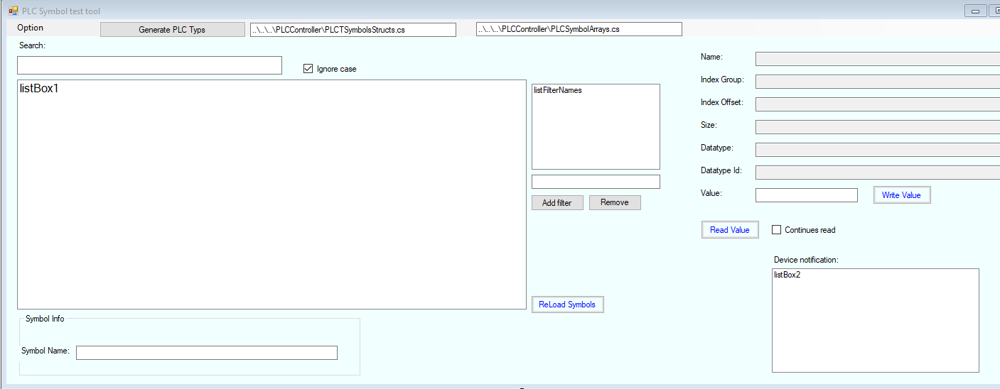 PLC Symbol test tool
Option
Generate PLC Typs
..\..\..\PLCController\PLCTSymbolsStructs.cs
..\..\..\PLCController\PLCSymbolArrays.cs
Search:
Ignore case
listBox1
listFilterNames
Add filter
Remove
ReLoad Symbols
Symbol Info
Symbol Name:
Name:
Index Group:
Index Offset:
Size:
Datatype:
Datatype Id:
Value:
Write Value
Read Value
Continues read
Device notification:
listBox2